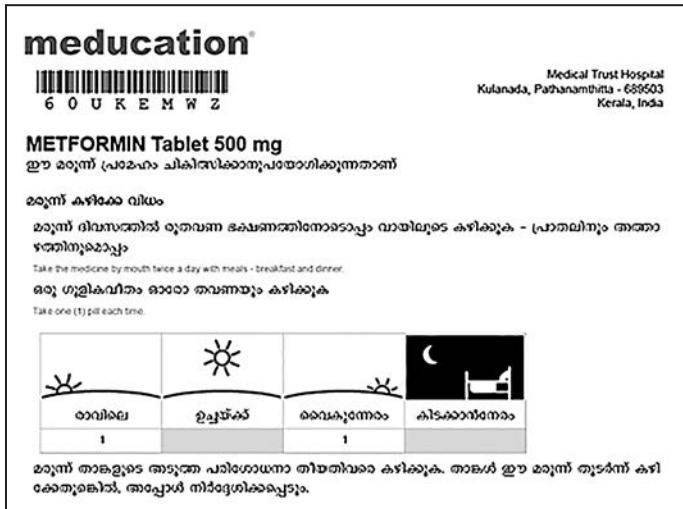 meducation®
6 0 U K E M W Z
Medical Trust Hospital
Kulanada, Pathanamthitta - 689503
Kerala, India
METFORMIN Tablet 500 mg
ഈ മരുന്ന് പ്രമേഹം ചികിത്സിക്കാനുപയോഗിക്കുന്നതാണ്
മരുന്ന് കഴിക്കേ വിധം
മരുന്ന് ദിവസത്തിൽ രുതവണ ഭക്ഷണത്തിനോടൊപ്പം വായിലൂടെ കഴിക്കുക - പ്രാതലിനും അത്താ
ഴത്തിനുമൊപ്പം
Take the medicine by mouth twice a day with meals - breakfast and dinner.
ഒരു ഗുളികവീതം ഓരോ തവണയും കഴിക്കുക
Take one (1) pill each time.
രാവിലെ ഉച്ചയ്ക്ക് വൈകുന്നേരം കിടക്കാൻനേരം
1 1
മരുന്ന് താങ്കളുടെ അടുത്ത പരിശോധനാ തീയതിവരെ കഴിക്കുക. താങ്കൾ ഈ മരുന്ന് തുടർന്ന് കഴി
ക്കേതുങ്കെിൽ, അപ്പോൾ നിർദ്ദേശിക്കപ്പെടും.